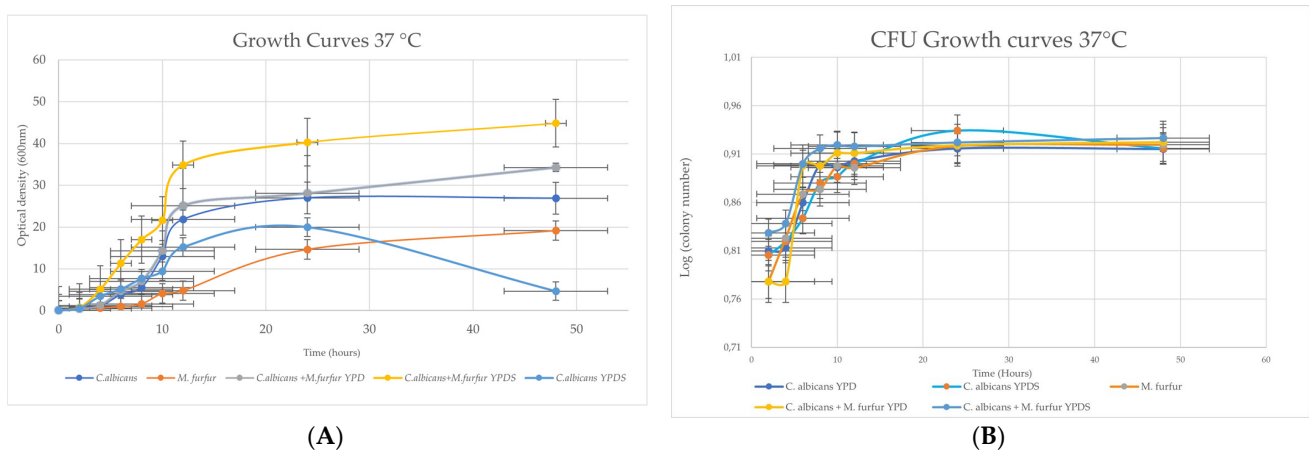 Growth Curves 37 °C
60
50
40
30
20
10
0
Optical density (600nm)
0 10 20 30 40 50
Time (hours)
C.albicans M. furfur C.albicans +M.furfur YPD C.albicans+M.furfur YPDS C.albicans YPDS
(A)
CFU Growth curves 37°C
1,01
0,96
0,91
0,86
0,81
0,76
0,71
Log (colony number)
0 10 20 30 40 50 60
Time (Hours)
C. albicans YPD C. albicans YPDS M. furfur
C. albicans + M. furfur YPD C. albicans + M. furfur YPDS
(B)